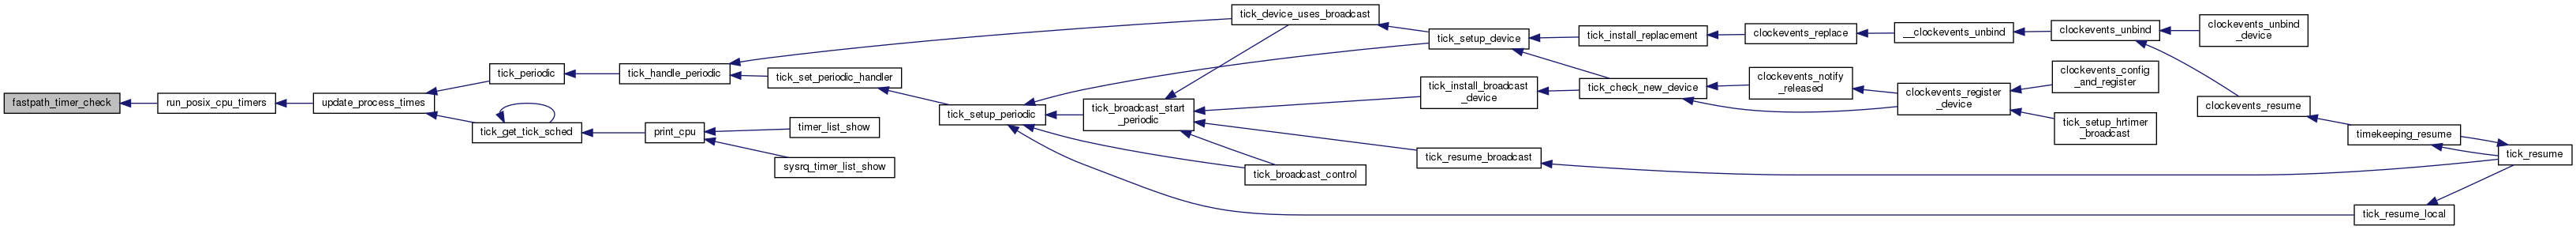 fastpath_timer_check
run_posix_cpu_timers
update_process_times
tick_periodic
tick_get_tick_sched
tick_handle_periodic
print_cpu
tick_set_periodic_handler
timer_list_show
sysrq_timer_list_show
tick_setup_periodic
tick_device_uses_broadcast
tick_broadcast_start
_periodic
tick_broadcast_control
tick_setup_device
tick_install_broadcast
_device
tick_resume_broadcast
tick_install_replacement
tick_check_new_device
clockevents_replace
clockevents_notify
_released
__clockevents_unbind
clockevents_register
_device
clockevents_unbind
clockevents_config
_and_register
tick_setup_hrtimer
_broadcast
clockevents_unbind
_device
clockevents_resume
timekeeping_resume
tick_resume_local
tick_resume